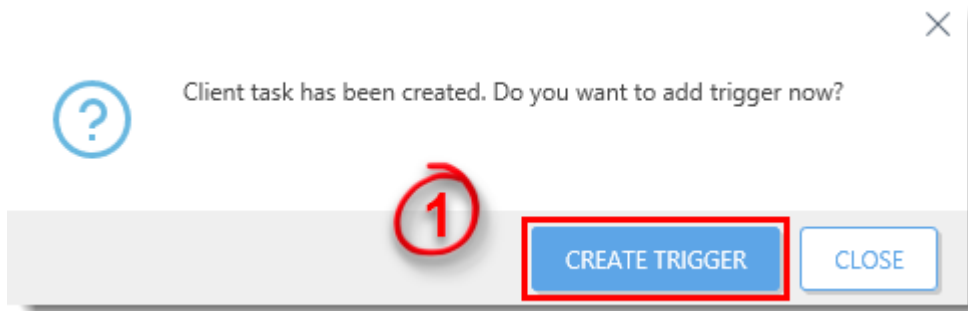 Client task has been created. Do you want to add trigger now?
?
1
CREATE TRIGGER
CLOSE